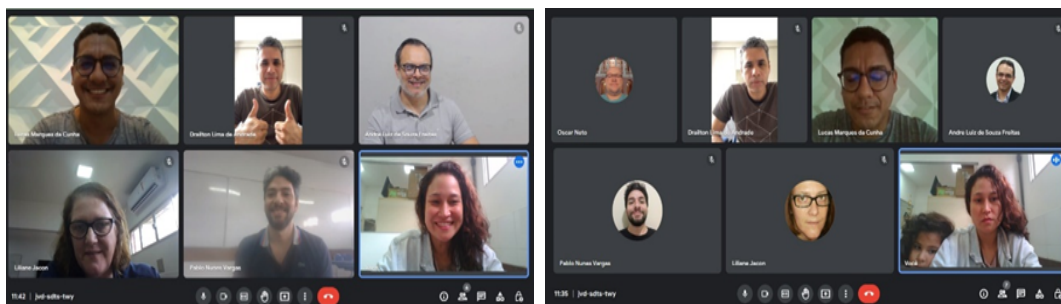 Lucas Marques da Cunha
Drailton Lima de Andrade
Andre Luiz de Souza Freitas
Liliane Jacon
Pablo Nunes Vargas
11:42 | jvd-sdta-twy
Oscar Neto
Drailton Lima de Andrade
Lucas Marques da Cunha
Andre Luiz de Souza Freitas
Pablo Nunes Vargas
Liliane Jacon
Você
11:35 | jvd-sdta-twy